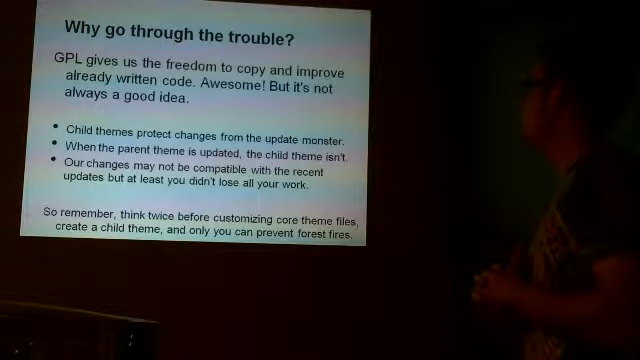 Why go through the trouble?
GPL gives us the freedom to copy and improve
already written code. Awesome! But it's not
always a good idea.
• Child themes protect changes from the update monster.
• When the parent theme is updated, the child theme isn't.
• Our changes may not be compatible with the recent
updates but at least you didn't lose all your work.
So remember, think twice before customizing core theme files,
create a child theme, and only you can prevent forest fires.